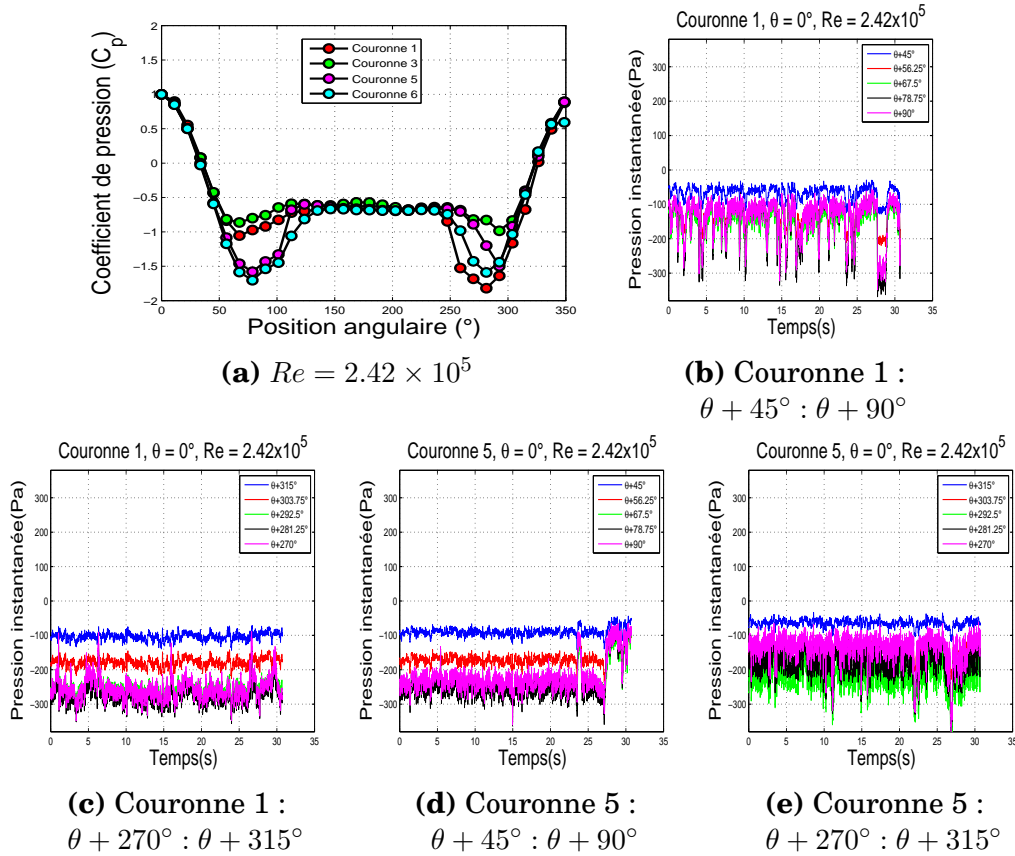 Coefficient de pression (C_p)
2
1.5
1
0.5
0
−0.5
−1
−1.5
−2
0 50 100 150 200 250 300 350
Position angulaire (°)
Couronne 1
Couronne 3
Couronne 5
Couronne 6
(a) Re = 2.42 × 10^5
Couronne 1, θ = 0°, Re = 2.42x10^5
Pression instantanée(Pa)
300
200
100
0
−100
−200
−300
0 5 10 15 20 25 30 35
Temps(s)
θ+45°
θ+56.25°
θ+67.5°
θ+78.75°
θ+90°
(b) Couronne 1 :
θ + 45° : θ + 90°
Couronne 1, θ = 0°, Re = 2.42x10^5
Pression instantanée(Pa)
300
200
100
0
−100
−200
−300
0 5 10 15 20 25 30 35
Temps(s)
θ+315°
θ+303.75°
θ+292.5°
θ+281.25°
θ+270°
(c) Couronne 1 :
θ + 270° : θ + 315°
Couronne 5, θ = 0°, Re = 2.42x10^5
Pression instantanée(Pa)
300
200
100
0
−100
−200
−300
0 5 10 15 20 25 30 35
Temps(s)
θ+45°
θ+56.25°
θ+67.5°
θ+78.75°
θ+90°
(d) Couronne 5 :
θ + 45° : θ + 90°
Couronne 5, θ = 0°, Re = 2.42x10^5
Pression instantanée(Pa)
300
200
100
0
−100
−200
−300
0 5 10 15 20 25 30 35
Temps(s)
θ+315°
θ+303.75°
θ+292.5°
θ+281.25°
θ+270°
(e) Couronne 5 :
θ + 270° : θ + 315°